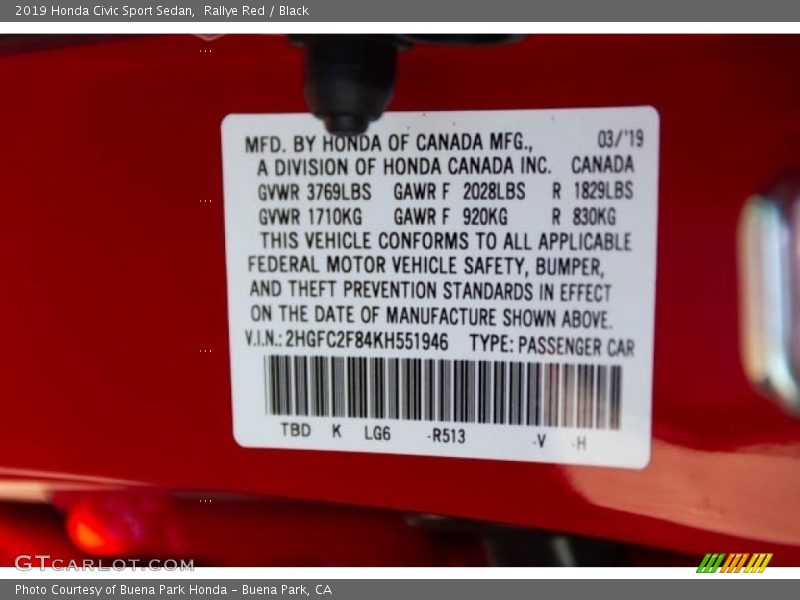 2019 Honda Civic Sport Sedan,  Rallye Red / Black
MFD. BY HONDA OF CANADA MFG., 03/'19
A DIVISION OF HONDA CANADA INC. CANADA
GVWR 3769LBS GAWR F 2028LBS R 1829LBS
GVWR 1710KG GAWR F 920KG R 830KG
THIS VEHICLE CONFORMS TO ALL APPLICABLE
FEDERAL MOTOR VEHICLE SAFETY, BUMPER,
AND THEFT PREVENTION STANDARDS IN EFFECT
ON THE DATE OF MANUFACTURE SHOWN ABOVE.
V.I.N.: 2HGFC2F84KH551946 TYPE: PASSENGER CAR
TBD K LG6 -R513 -V -H
GTCARLOT.COM
Photo Courtesy of Buena Park Honda - Buena Park, CA